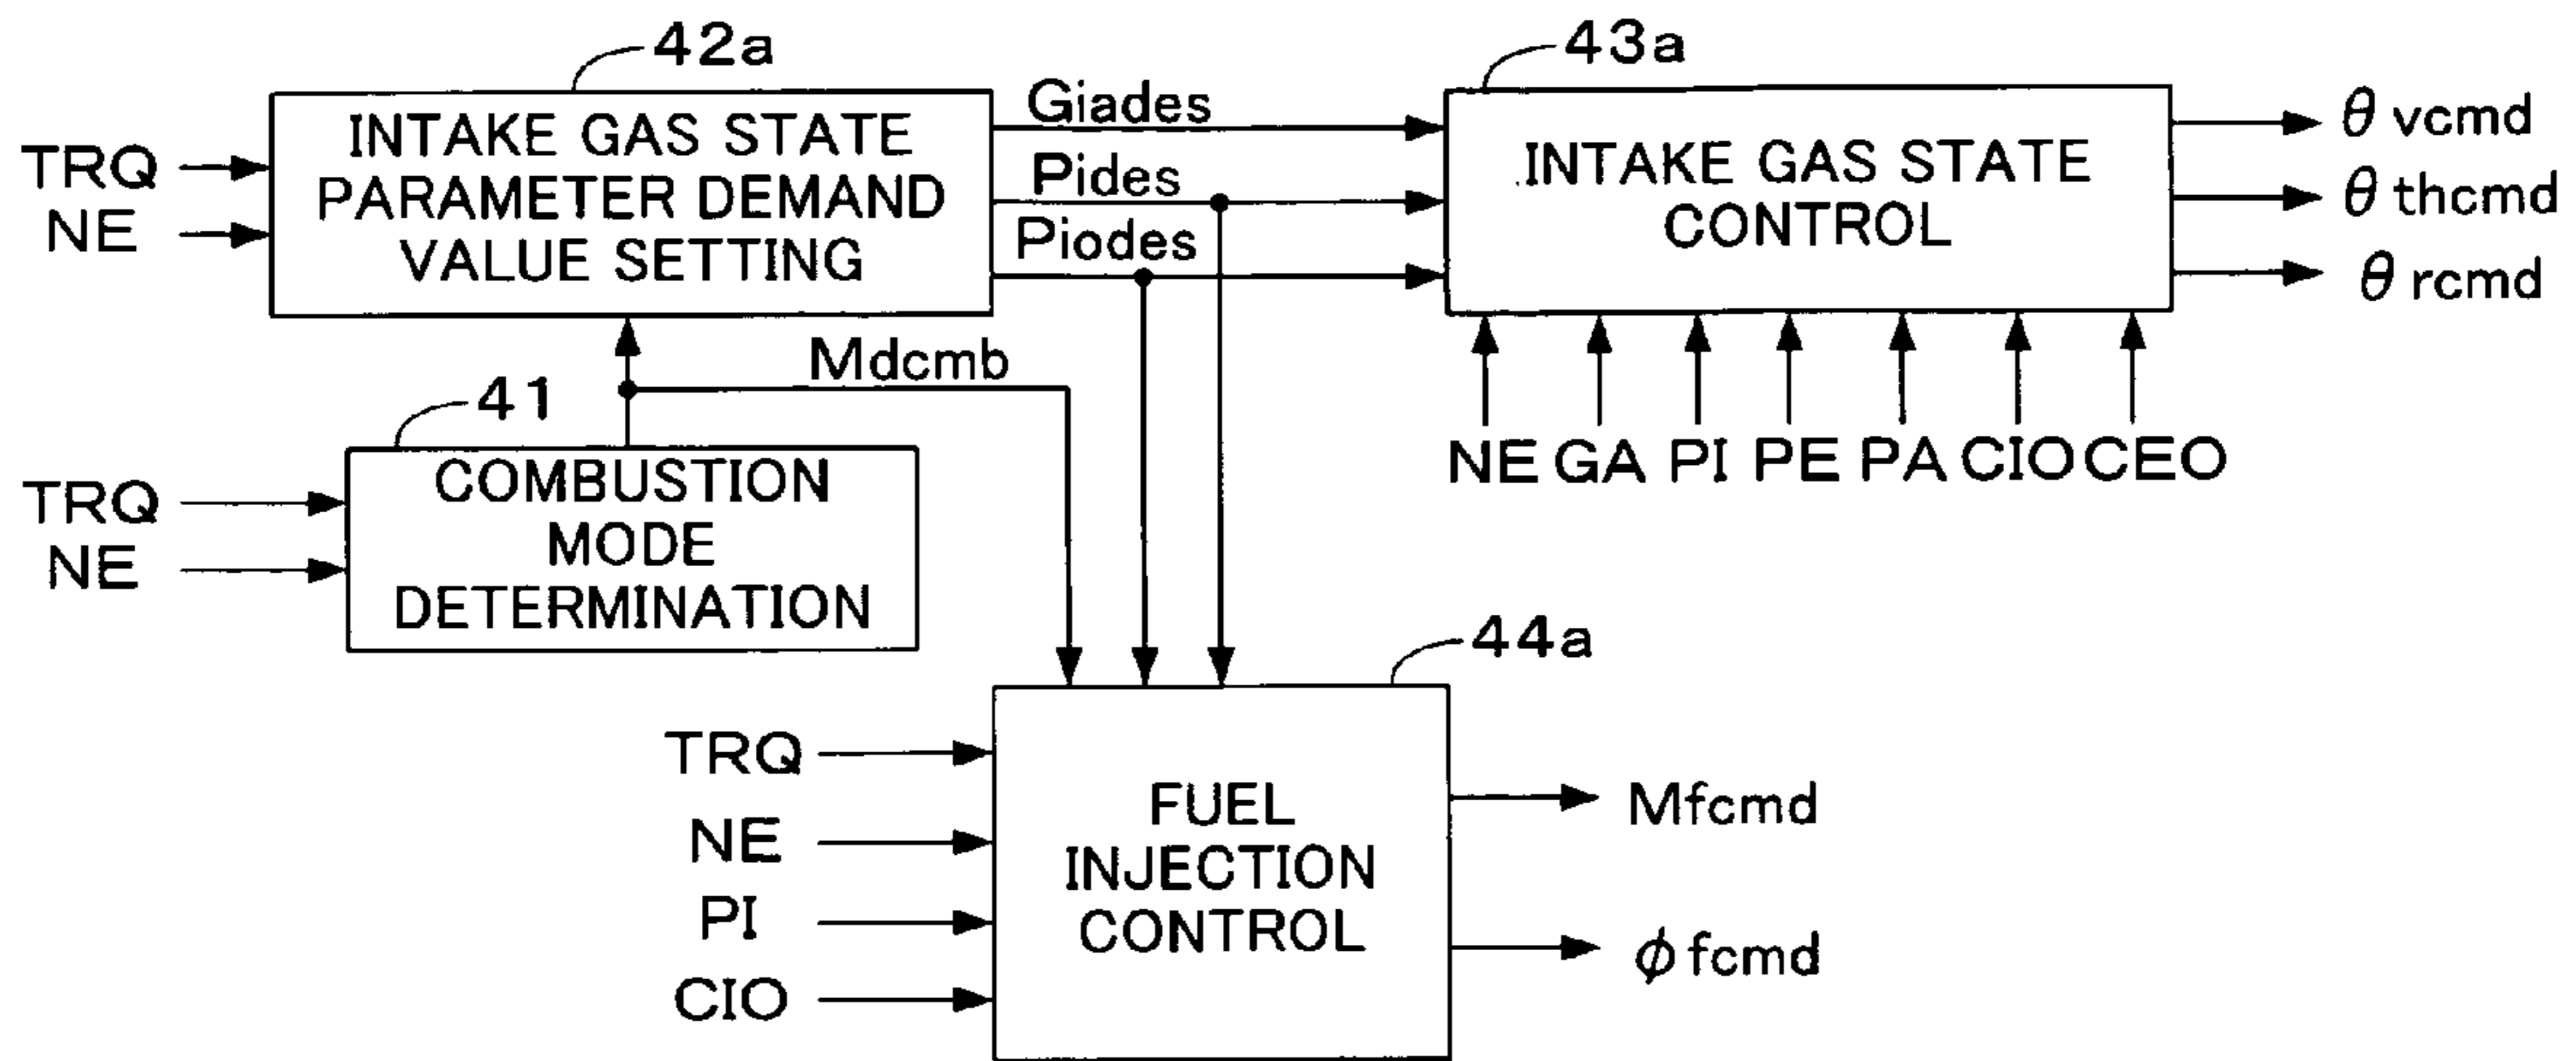 42a
43a
TRQ
NE
INTAKE GAS STATE
PARAMETER DEMAND
VALUE SETTING
Giades
Pides
Piodes
INTAKE GAS STATE
CONTROL
θ vcmd
θ thcmd
θ rcmd
Mdcmb
NE GA PI PE PA CIO CEO
41
TRQ
NE
COMBUSTION
MODE
DETERMINATION
44a
TRQ
NE
PI
CIO
FUEL
INJECTION
CONTROL
Mfcmd
ϕ fcmd